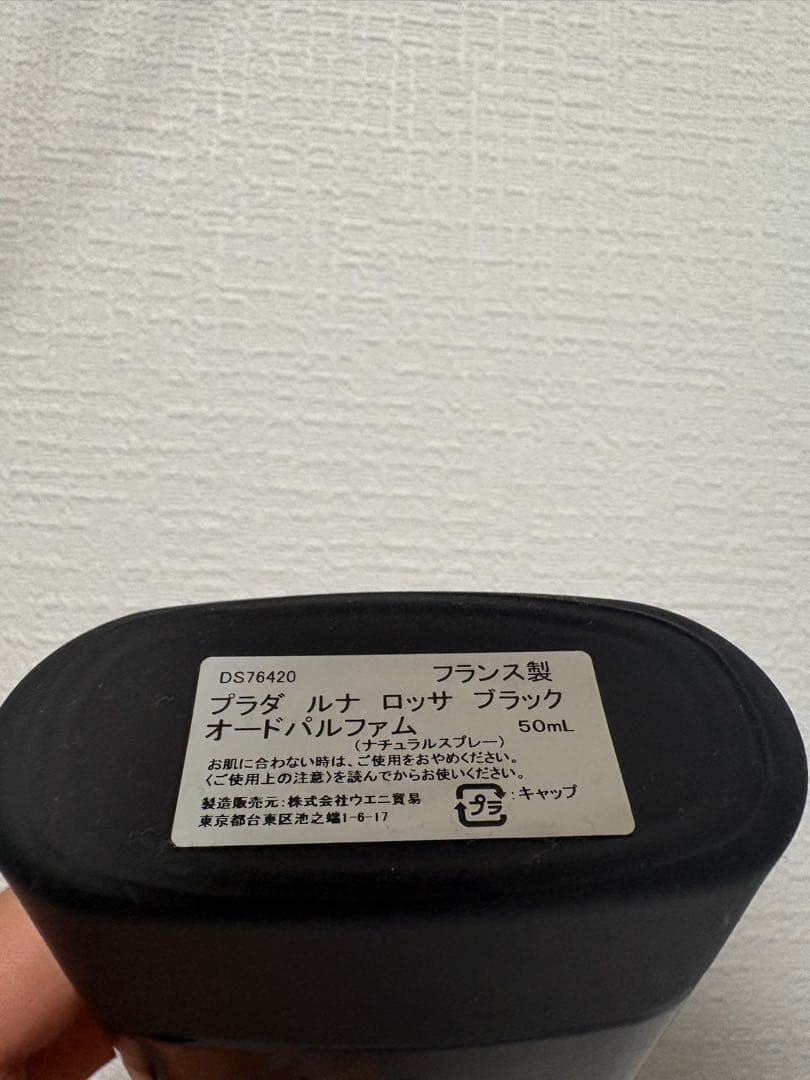 DS76420 フランス製
プラダ ルナ ロッサ ブラック
オードパルファム 50mL
(ナチュラルスプレー)
お肌に合わない時は、ご使用をおやめください。
〈ご使用上の注意〉を読んでからお使いください。
製造販売元:株式会社ウエニ貿易
プラ :キャップ
東京都台東区池之端1-6-17